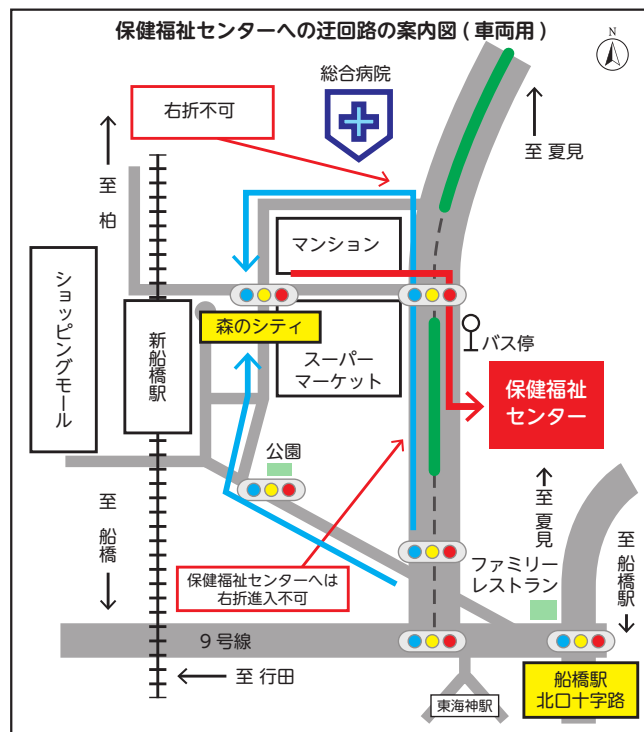 保健福祉センターへの迂回路の案内図(車両用)
N
総合病院
右折不可
至 夏見
至 柏
マンション
ショッピングモール
新船橋駅
森のシティ
スーパー
マーケット
バス停
保健福祉
センター
公園
至 船橋
至 夏見
至 船橋駅
ファミリー
レストラン
保健福祉センターへは
右折進入不可
9号線
至 行田
東海神駅
船橋駅
北口十字路